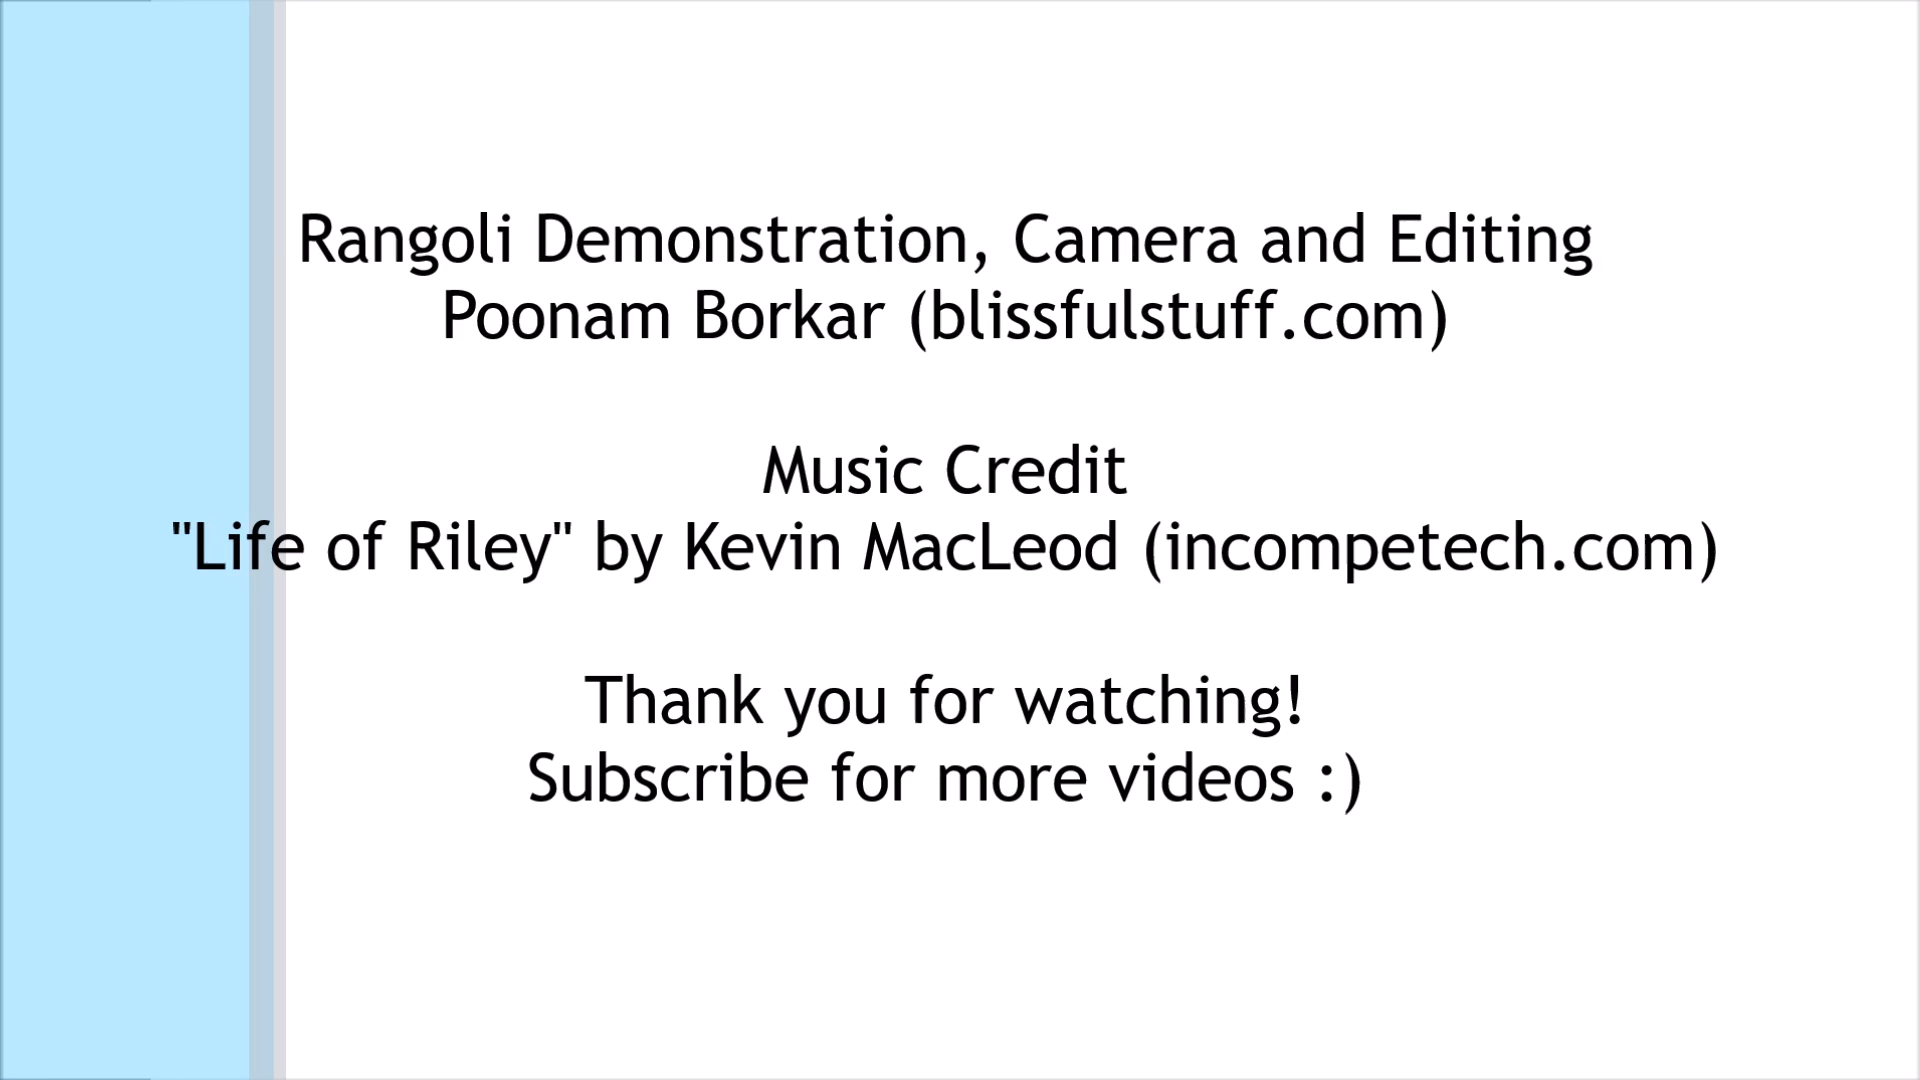 Rangoli Demonstration, Camera and Editing
Poonam Borkar (blissfulstuff.com)
Music Credit
"Life of Riley" by Kevin MacLeod (incompetech.com)
Thank you for watching!
Subscribe for more videos :)